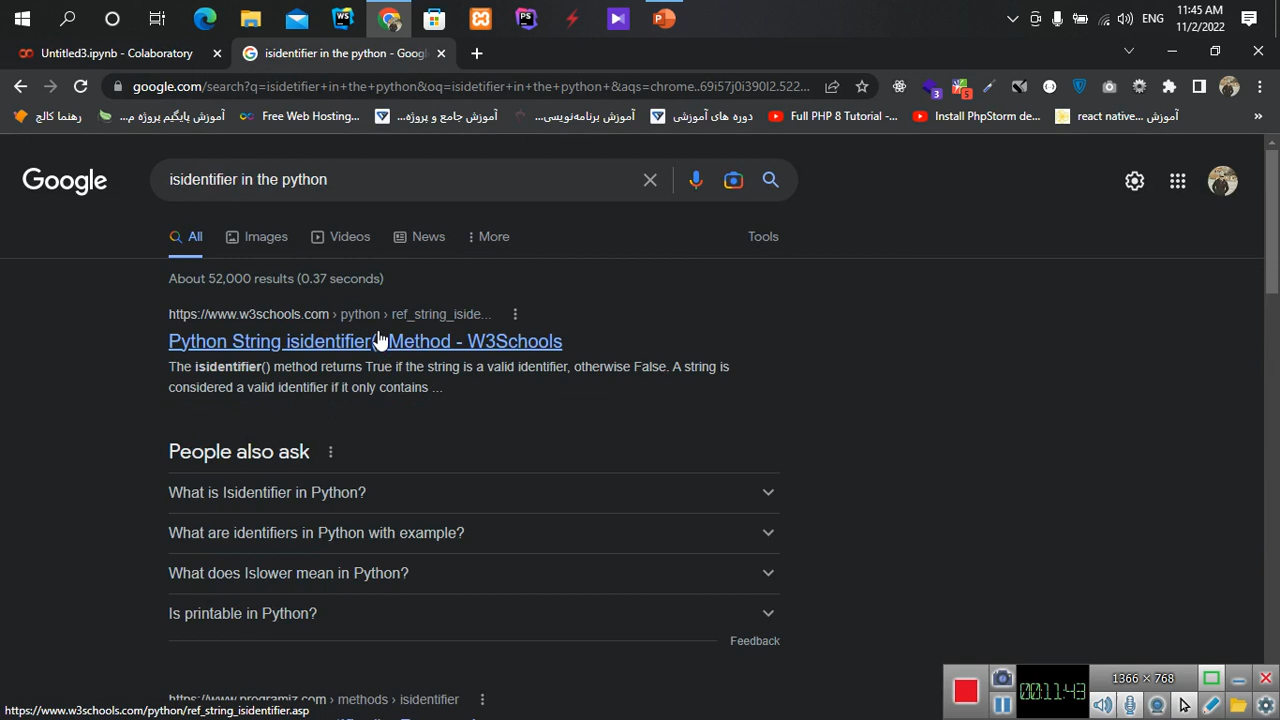 ENG
11:45 AM
11/2/2022
Untitled3.ipynb - Colaboratory
isidentifier in the python - Goog
google.com/search?q=isidetifier+in+the+python+&oq=isidetifier+in+the+python+&aqs=chrome..69i57j0i390l2.522...
3
5
رهنما کالج
آموزش پایگیم پروژه م...
Free Web Hosting...
آموزش جامع و پروژه...
آموزش برنامه‌نویسی...
دوره های آموزشی
Full PHP 8 Tutorial -...
Install PhpStorm de...
آموزش react native...
Google
isidentifier in the python
All
Images
Videos
News
More
Tools
About 52,000 results (0.37 seconds)
https://www.w3schools.com › python › ref_string_iside...
Python String isidentifier() Method - W3Schools
The isidentifier() method returns True if the string is a valid identifier, otherwise False. A string is
considered a valid identifier if it only contains ...
People also ask
What is Isidentifier in Python?
What are identifiers in Python with example?
What does Islower mean in Python?
Is printable in Python?
Feedback
https://www.programiz.com › methods › isidentifier
1366 × 768
00:11:43
https://www.w3schools.com/python/ref_string_isidentifier.asp